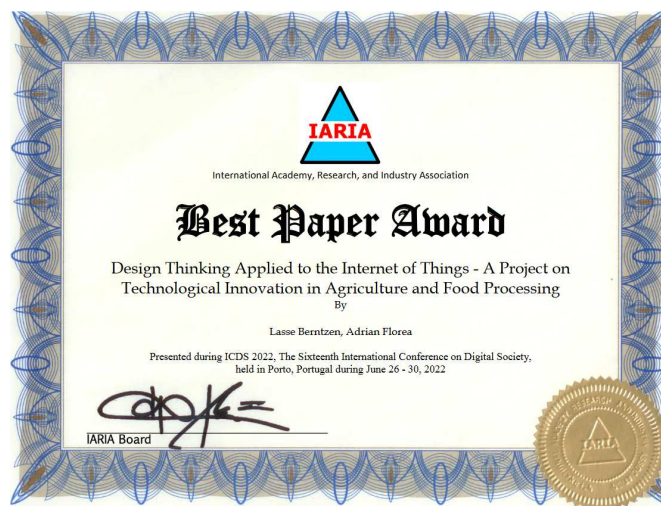 IARIA
International Academy, Research, and Industry Association
Best Paper Award
Design Thinking Applied to the Internet of Things - A Project on
Technological Innovation in Agriculture and Food Processing
By
Lasse Berntzen, Adrian Florea
Presented during ICDS 2022, The Sixteenth International Conference on Digital Society,
held in Porto, Portugal during June 26 - 30, 2022
IARIA Board
IARIA